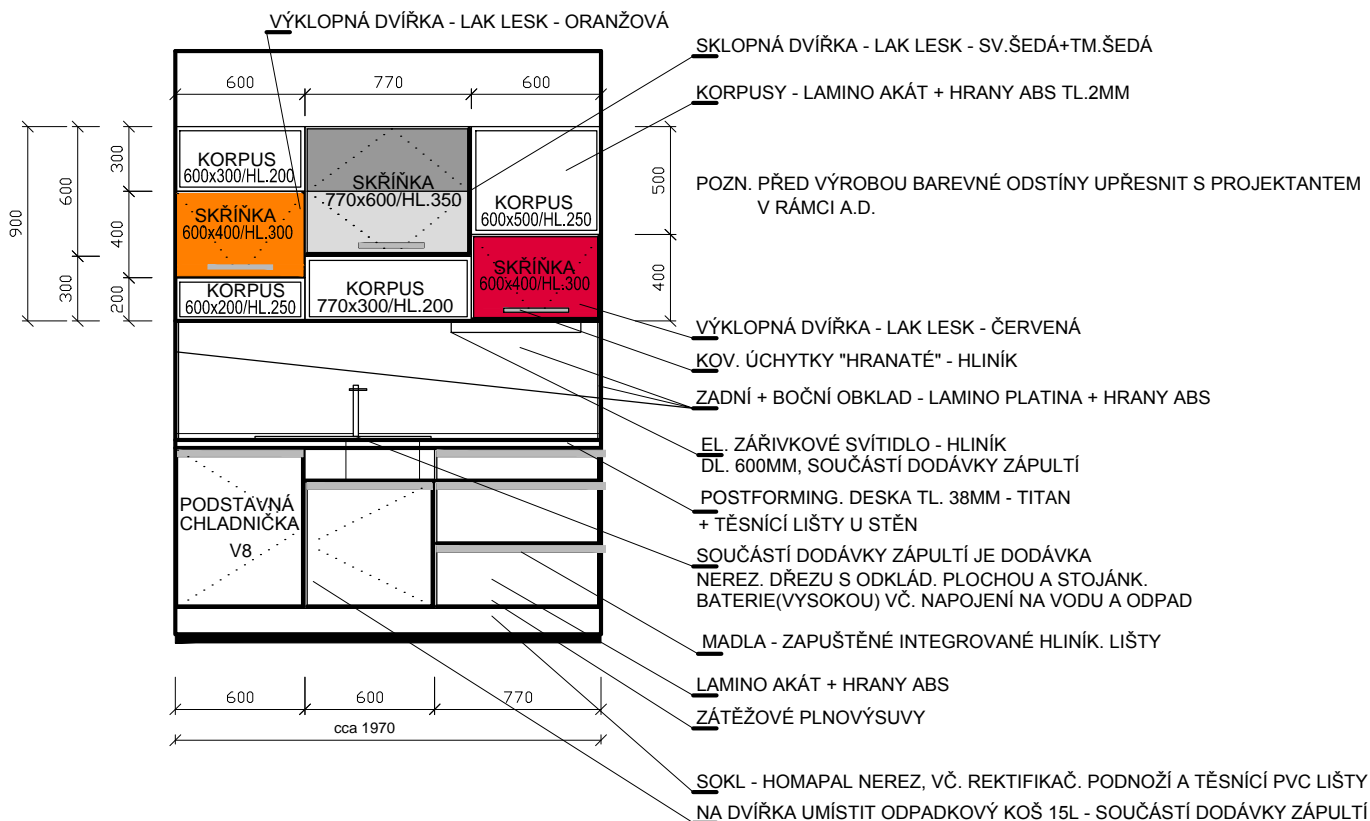 VÝKLOPNÁ DVÍŘKA - LAK LESK - ORANŽOVÁ
SKLOPNÁ DVÍŘKA - LAK LESK - SV.ŠEDÁ+TM.ŠEDÁ
600
770
600
KORPUSY - LAMINO AKÁT + HRANY ABS TL.2MM
900
600
300
300
400
200
KORPUS
600x300/HL.200
SKŘÍŇKA
770x600/HL.350
KORPUS
600x500/HL.250
500
400
POZN. PŘED VÝROBOU BAREVNÉ ODSTÍNY UPŘESNIT S PROJEKTANTEM
V RÁMCI A.D.
SKŘÍŇKA
600x400/HL.300
SKŘÍŇKA
600x400/HL.300
KORPUS
600x200/HL.250
KORPUS
770x300/HL.200
VÝKLOPNÁ DVÍŘKA - LAK LESK - ČERVENÁ
KOV. ÚCHYTKY "HRANATÉ" - HLINÍK
ZADNÍ + BOČNÍ OBKLAD - LAMINO PLATINA + HRANY ABS
EL. ZÁŘIVKOVÉ SVÍTIDLO - HLINÍK
DL. 600MM, SOUČÁSTÍ DODÁVKY ZÁPULTÍ
POSTFORMING. DESKA TL. 38MM - TITAN
+ TĚSNÍCÍ LIŠTY U STĚN
PODSTAVNÁ
CHLADNIČKA
V8
SOUČÁSTÍ DODÁVKY ZÁPULTÍ JE DODÁVKA
NEREZ. DŘEZU S ODKLÁD. PLOCHOU A STOJÁNK.
BATERIE(VYSOKOU) VČ. NAPOJENÍ NA VODU A ODPAD
MADLA - ZAPUŠTĚNÉ INTEGROVANÉ HLINÍK. LIŠTY
LAMINO AKÁT + HRANY ABS
ZÁTĚŽOVÉ PLNOVÝSUVY
600
600
770
cca 1970
SOKL - HOMAPAL NEREZ, VČ. REKTIFIKAČ. PODNOŽÍ A TĚSNÍCÍ PVC LIŠTY
NA DVÍŘKA UMÍSTIT ODPADKOVÝ KOŠ 15L - SOUČÁSTÍ DODÁVKY ZÁPULTÍ